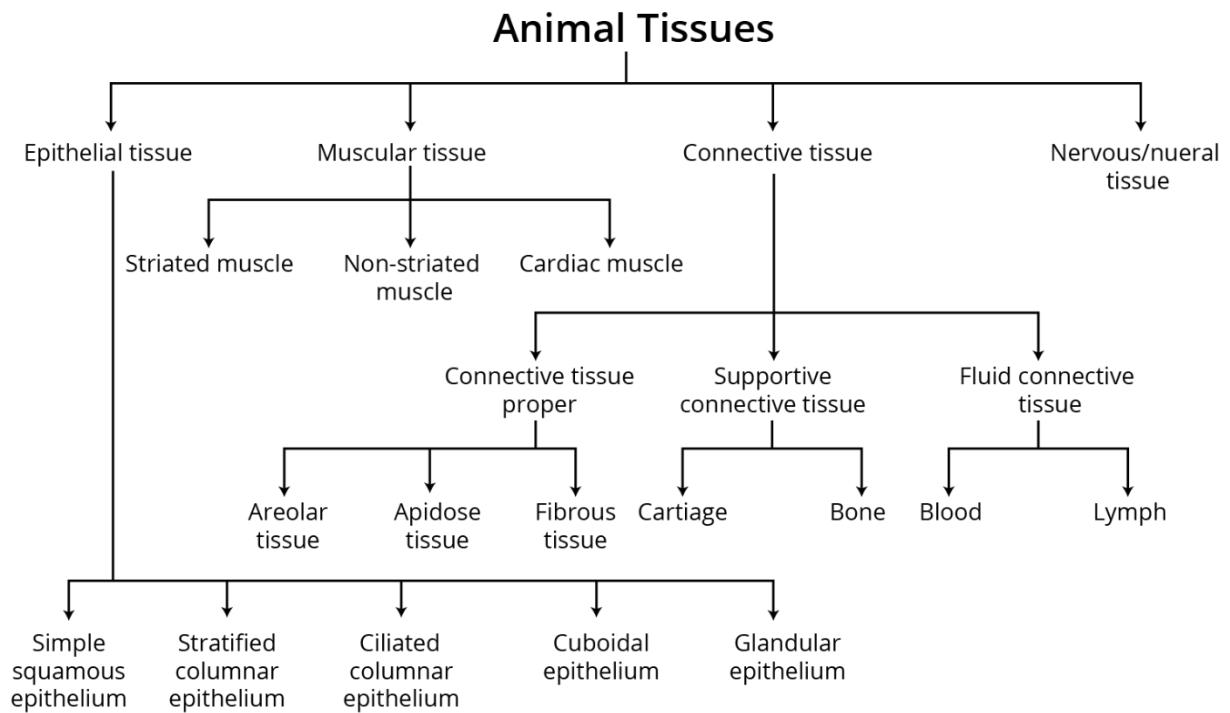 Animal Tissues
Epithelial tissue
Muscular tissue
Connective tissue
Nervous/nueral
tissue
Striated muscle
Non-striated
muscle
Cardiac muscle
Connective tissue
proper
Supportive
connective tissue
Fluid connective
tissue
Areolar
tissue
Apidose
tissue
Fibrous
tissue
Cartiage
Bone
Blood
Lymph
Simple
squamous
epithelium
Stratified
columnar
epithelium
Ciliated
columnar
epithelium
Cuboidal
epithelium
Glandular
epithelium